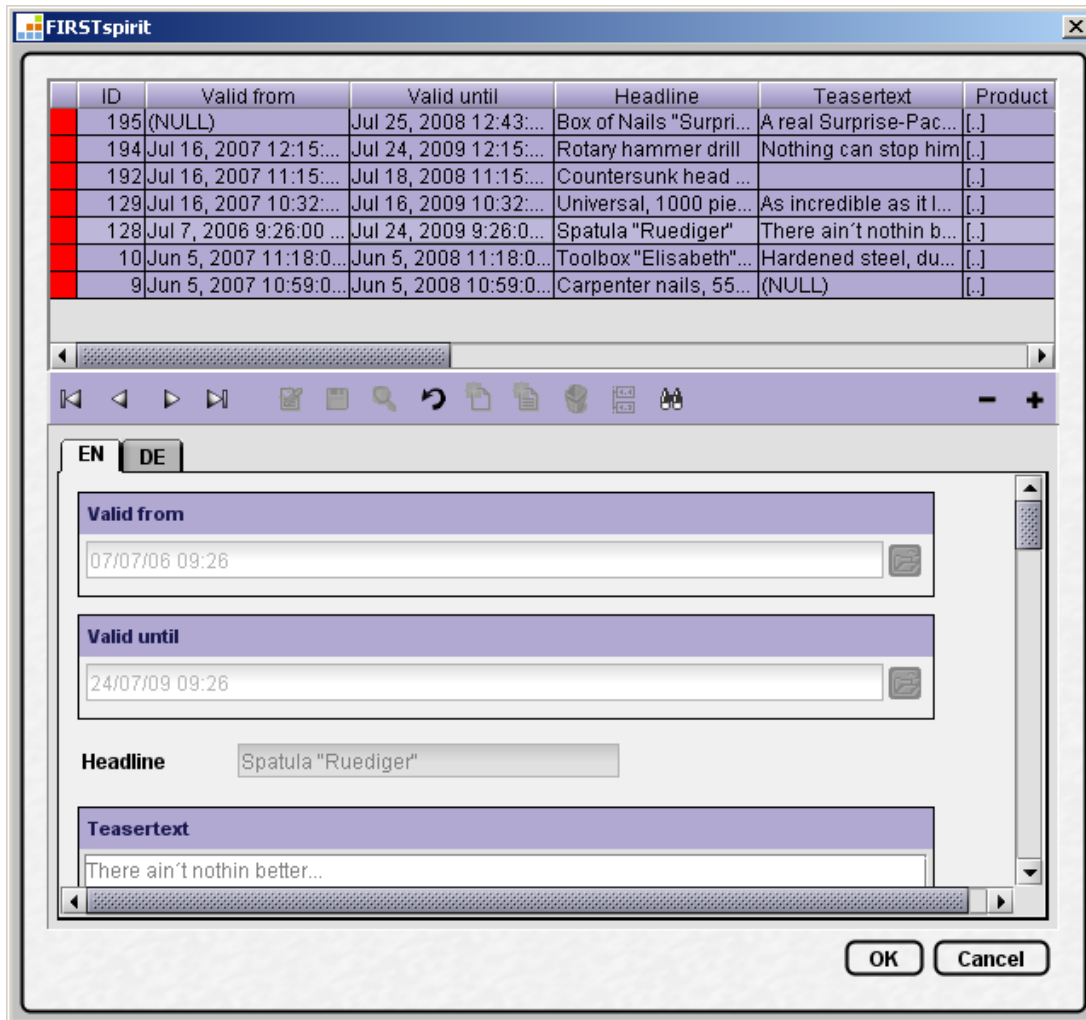 FIRSTspirit
ID Valid from Valid until Headline Teasertext Product
195 (NULL) Jul 25, 2008 12:43:... Box of Nails "Surpri... A real Surprise-Pac... [..]
194 Jul 16, 2007 12:15:... Jul 24, 2009 12:15:... Rotary hammer drill Nothing can stop him [..]
192 Jul 16, 2007 11:15:... Jul 18, 2008 11:15:... Countersunk head ... [..]
129 Jul 16, 2007 10:32:... Jul 16, 2009 10:32:... Universal, 1000 pie... As incredible as it l... [..]
128 Jul 7, 2006 9:26:00 ... Jul 24, 2009 9:26:0... Spatula "Ruediger" There ain´t nothin b... [..]
10 Jun 5, 2007 11:18:0... Jun 5, 2008 11:18:0... Toolbox "Elisabeth"... Hardened steel, du... [..]
9 Jun 5, 2007 10:59:0... Jun 5, 2008 10:59:0... Carpenter nails, 55... (NULL) [..]
EN DE
Valid from
07/07/06 09:26
Valid until
24/07/09 09:26
Headline Spatula "Ruediger"
Teasertext
There ain´t nothin better...
OK Cancel